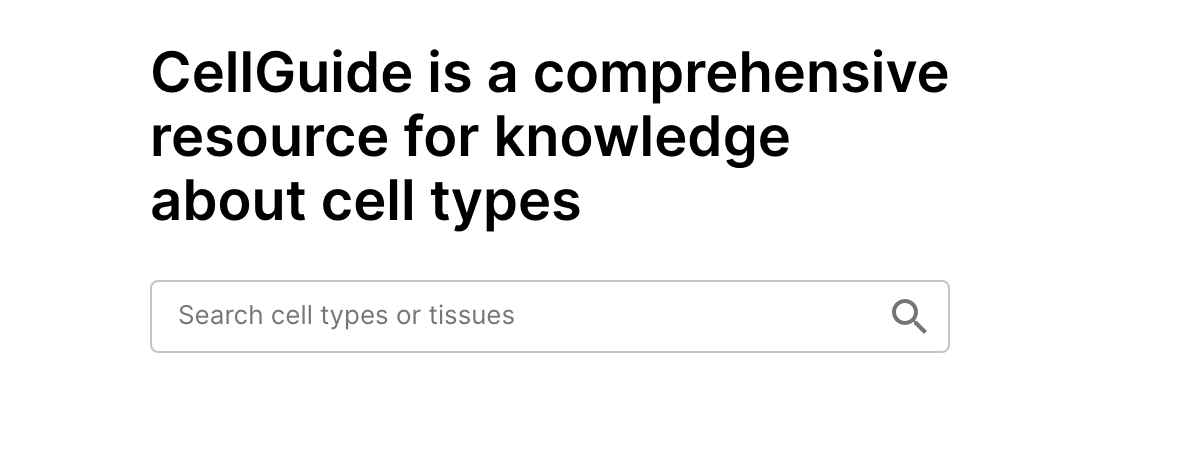 CellGuide is a comprehensive
resource for knowledge
about cell types
Search cell types or tissues